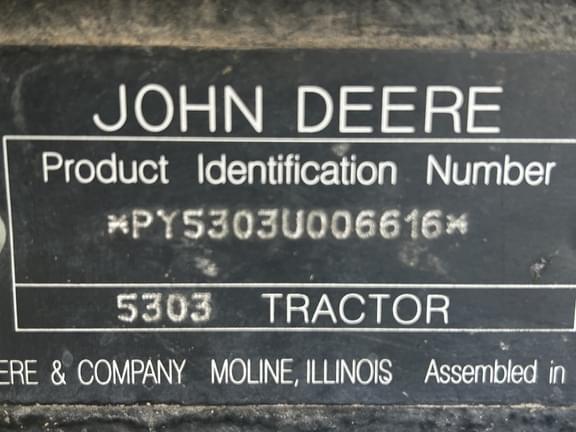 JOHN DEERE
Product Identification Number
*PY5303U006616*
5303 TRACTOR
ERE & COMPANY MOLINE, ILLINOIS Assembled in